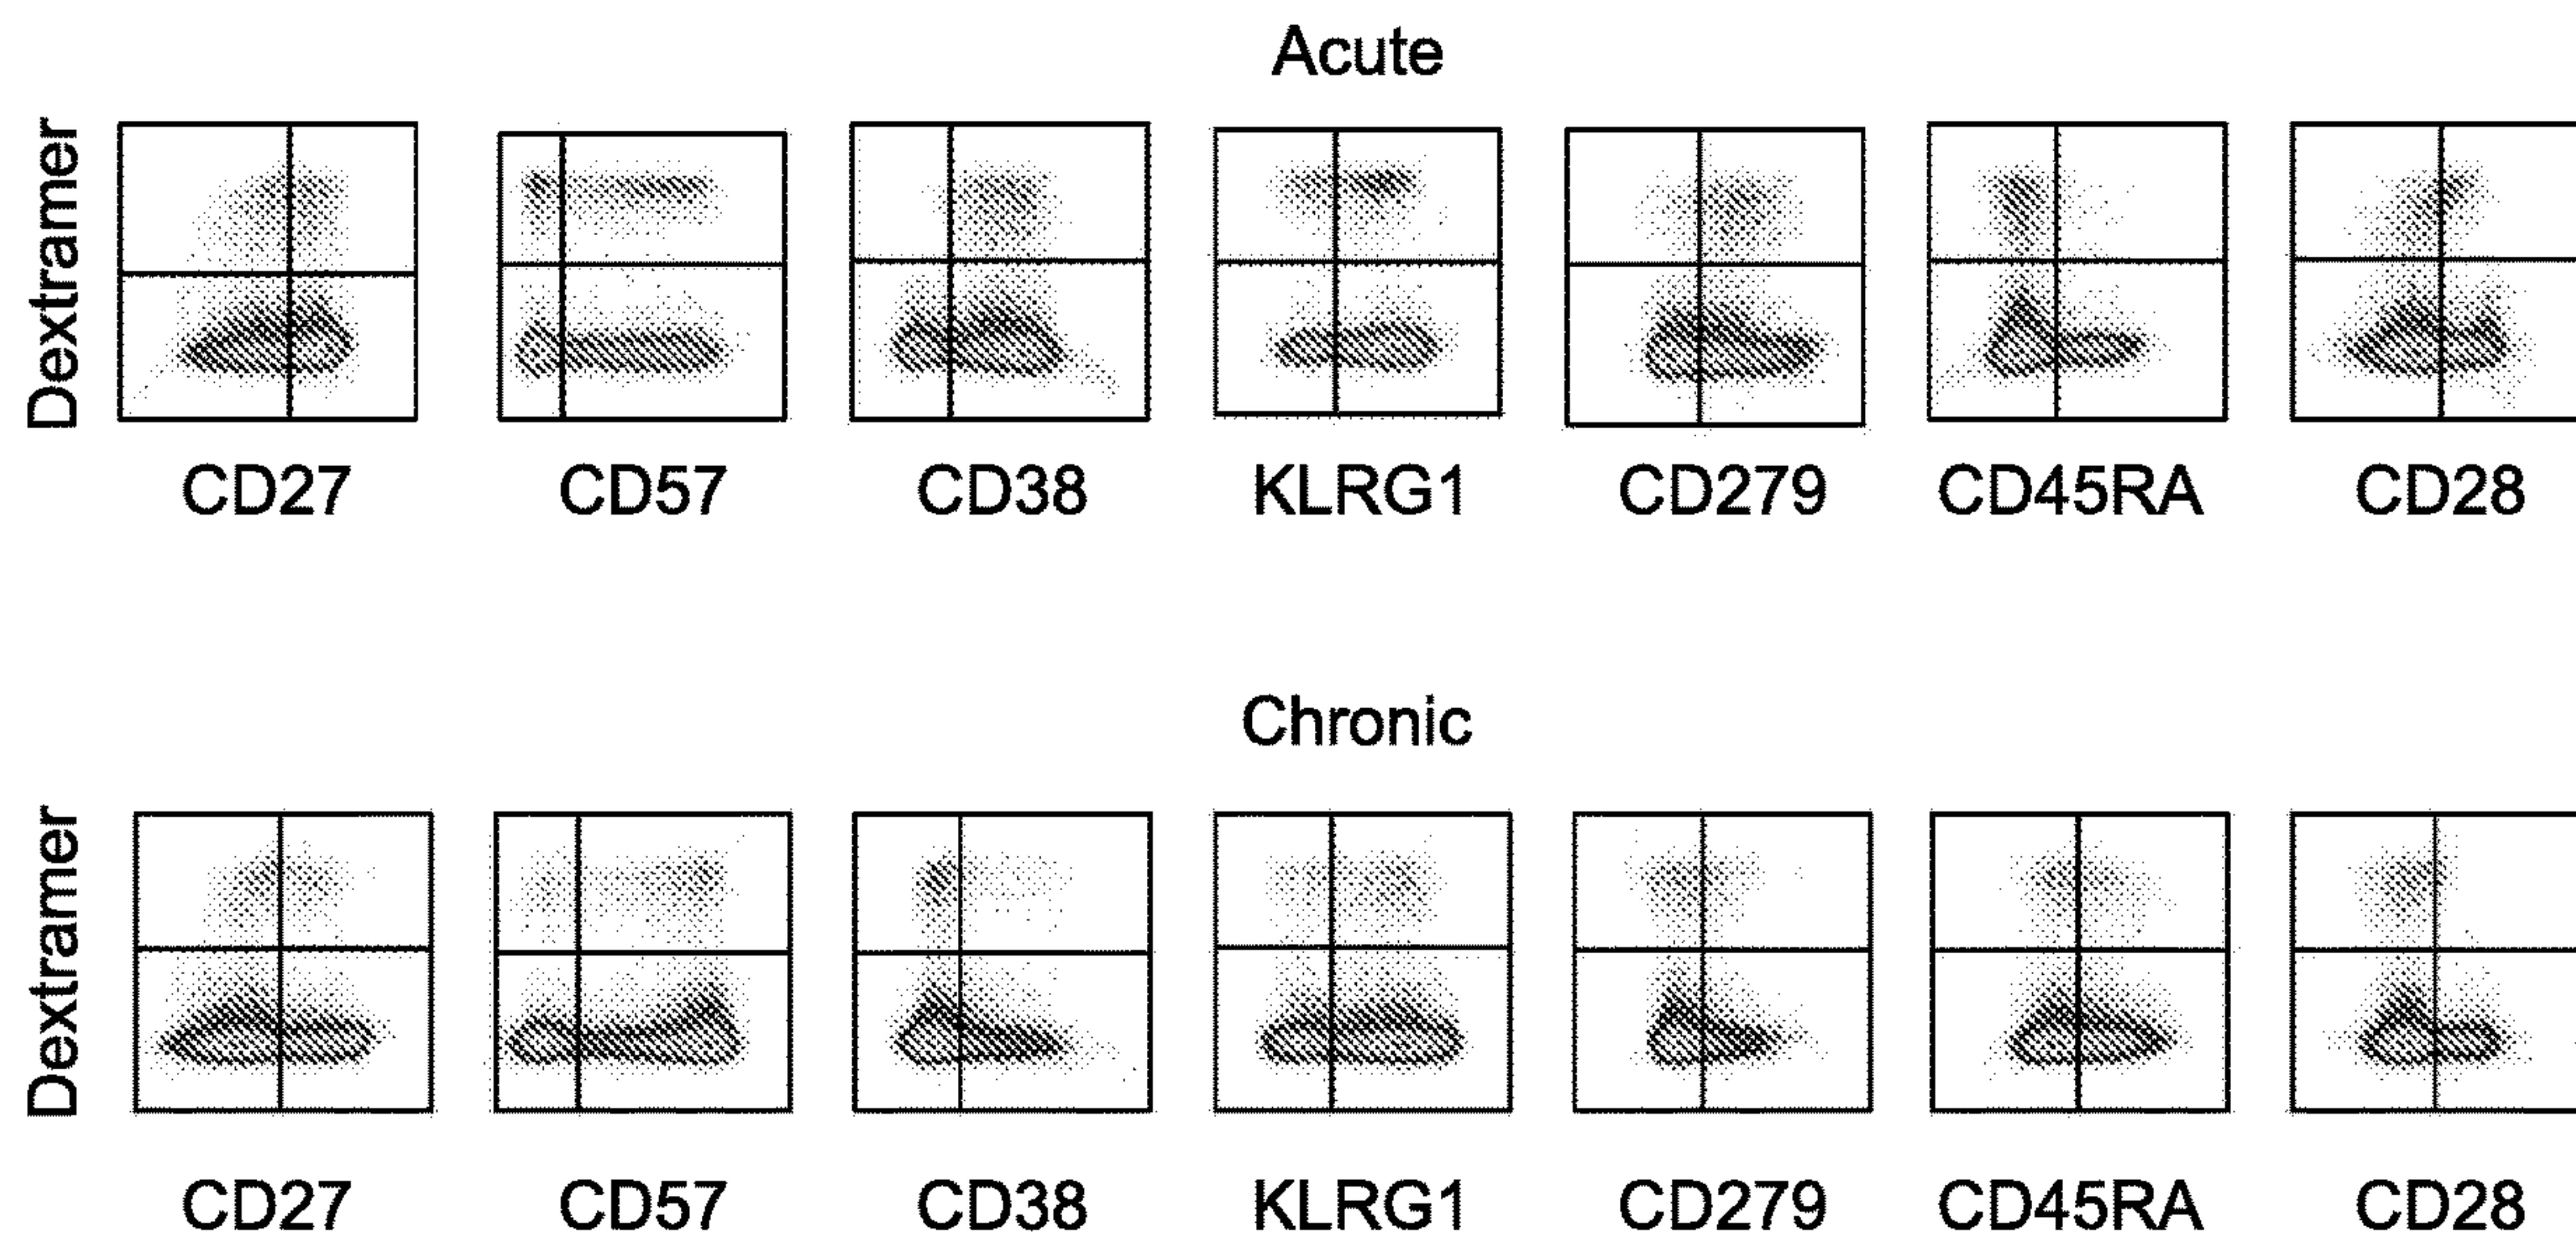 Acute
Dextramer
CD27 CD57 CD38 KLRG1 CD279 CD45RA CD28
Chronic
Dextramer
CD27 CD57 CD38 KLRG1 CD279 CD45RA CD28